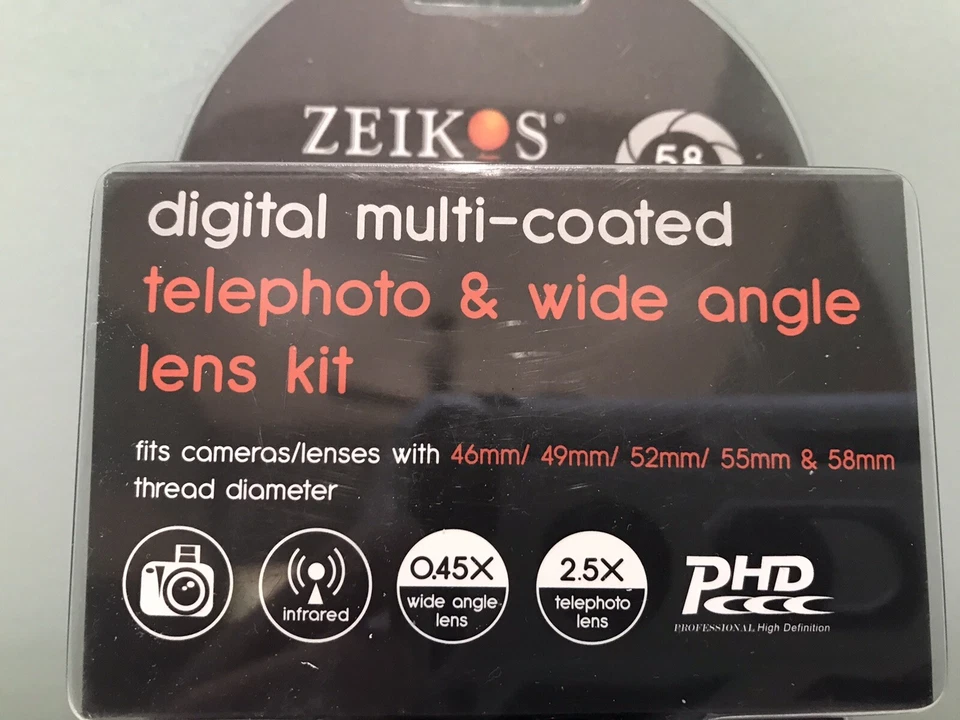 ZEIKOS®
58
digital multi-coated
telephoto & wide angle
lens kit
fits cameras/lenses with 46mm/ 49mm/ 52mm/ 55mm & 58mm
thread diameter
infrared
0.45X
wide angle
lens
2.5X
telephoto
lens
PHD
PROFESSIONAL High Definition